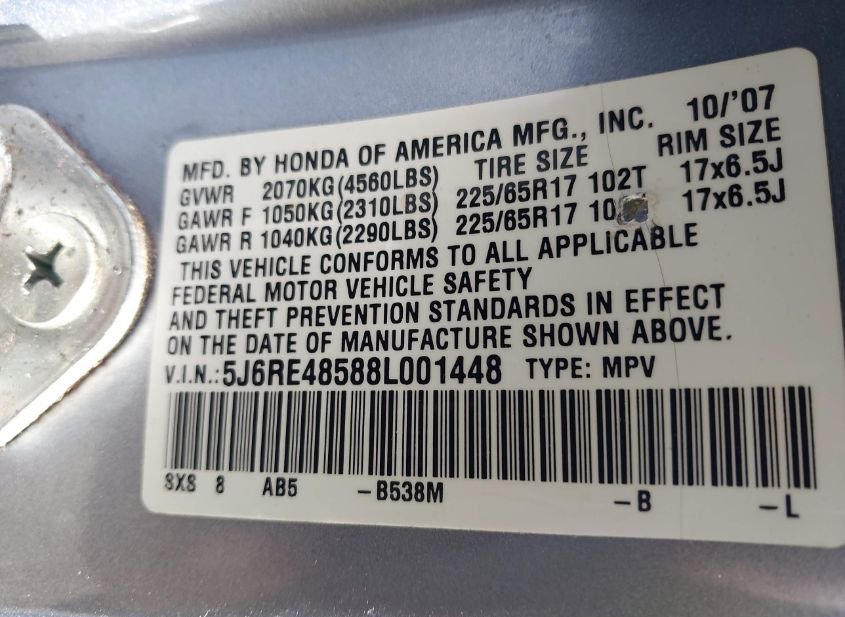 MFD. BY HONDA OF AMERICA MFG., INC. 10/'07
GVWR 2070KG(4560LBS) TIRE SIZE RIM SIZE
GAWR F 1050KG(2310LBS) 225/65R17 102T 17x6.5J
GAWR R 1040KG(2290LBS) 225/65R17 17x6.5J
THIS VEHICLE CONFORMS TO ALL APPLICABLE
FEDERAL MOTOR VEHICLE SAFETY
AND THEFT PREVENTION STANDARDS IN EFFECT
ON THE DATE OF MANUFACTURE SHOWN ABOVE.
V.I.N.: 5J6RE48588L001448 TYPE: MPV
SXS 8 AB5 -B538M -B -L